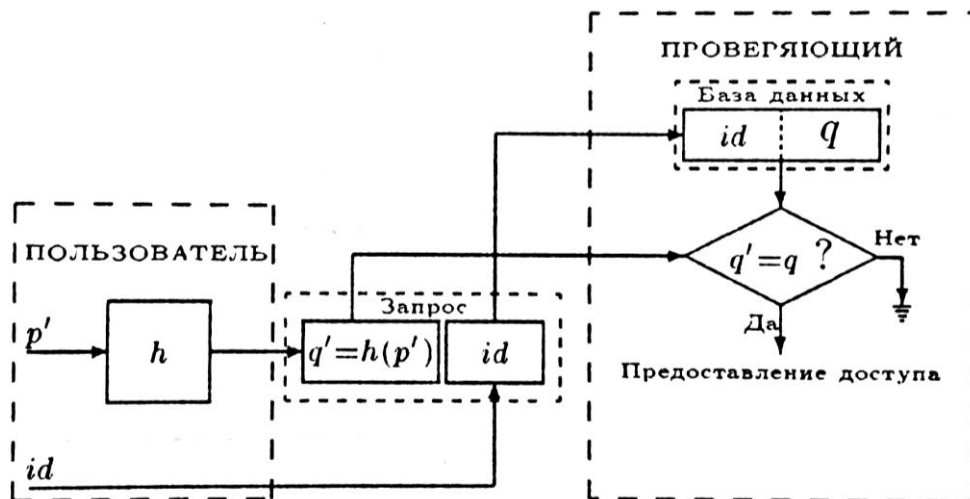 ПРОВЕРЯЮЩИЙ
База данных
id q
ПОЛЬЗОВАТЕЛЬ
q' = q ?
Нет
Запрос
p'
h
q' = h(p')
id
Да
Предоставление доступа
id